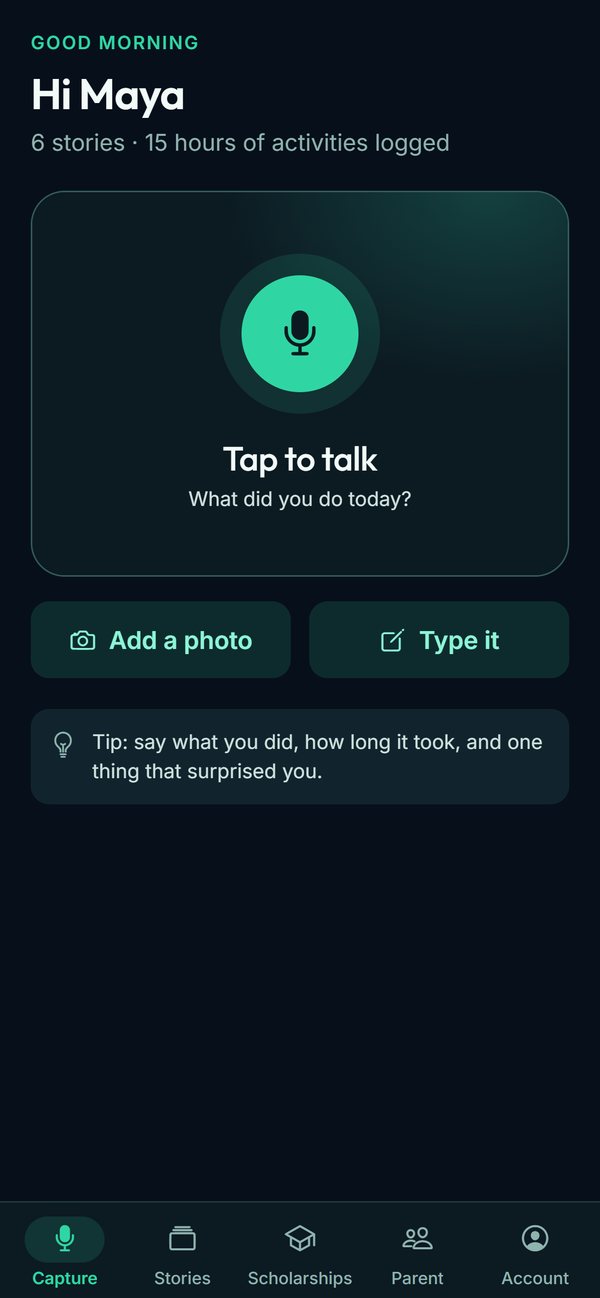 GOOD MORNING
Hi Maya
6 stories · 15 hours of activities logged
Tap to talk
What did you do today?
Add a photo
Type it
Tip: say what you did, how long it took, and one
thing that surprised you.
Capture
Stories
Scholarships
Parent
Account